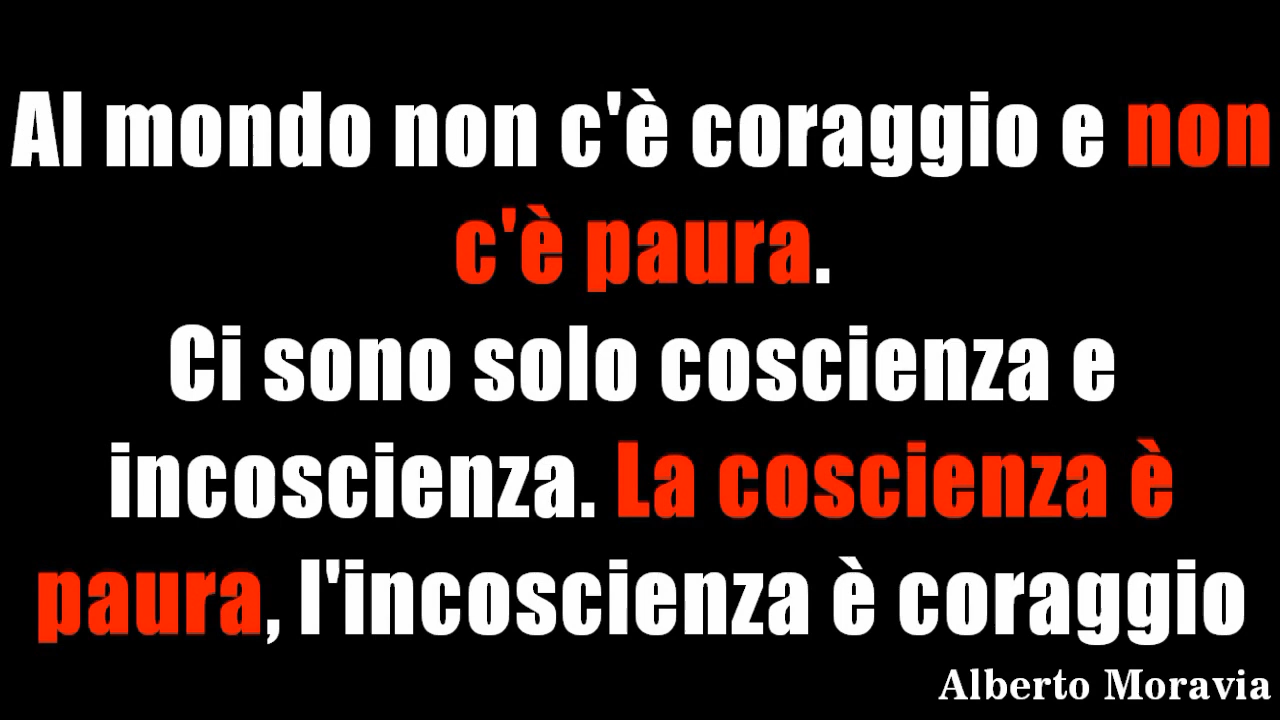 Al mondo non c'è coraggio e non
c'è paura.
Ci sono solo coscienza e
incoscienza. La coscienza è
paura, l'incoscienza è coraggio
Alberto Moravia